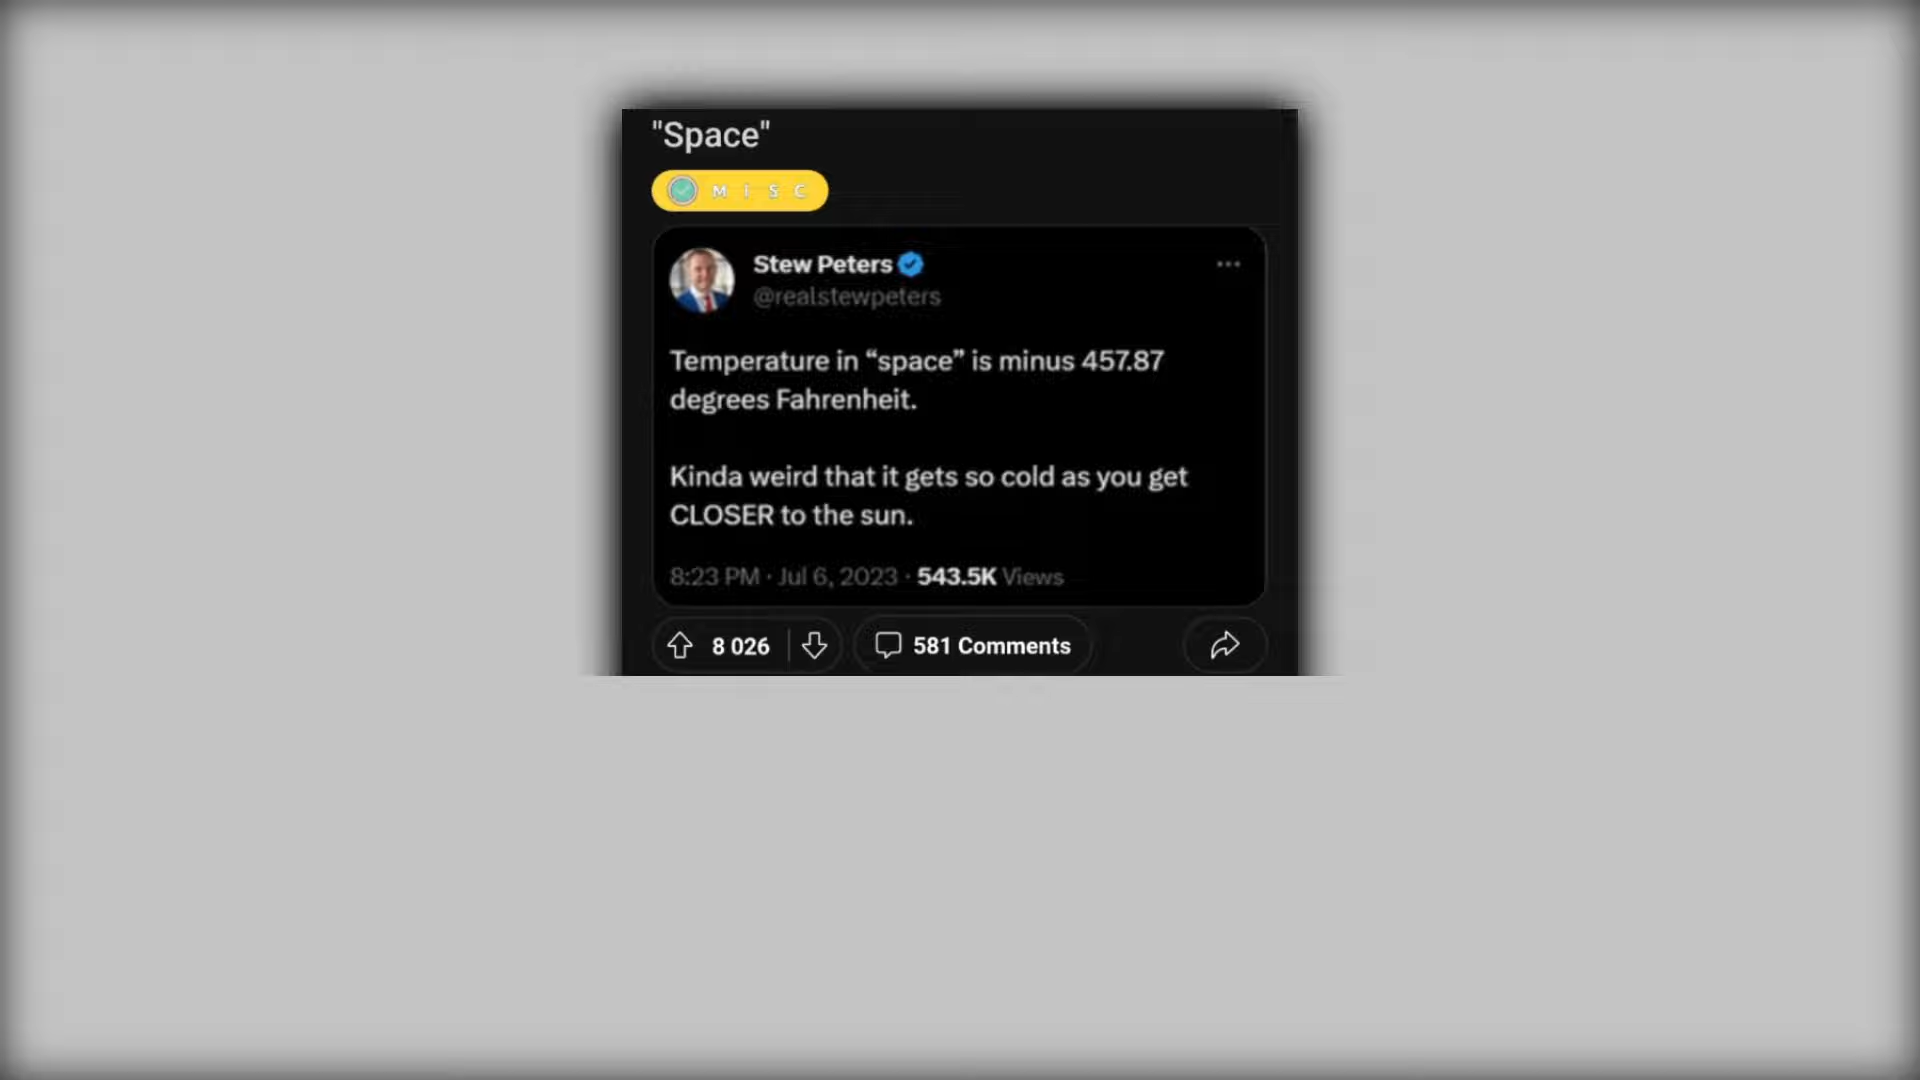 "Space"
MiSC
Stew Peters
@realstewpeters
Temperature in “space” is minus 457.87
degrees Fahrenheit.
Kinda weird that it gets so cold as you get
CLOSER to the sun.
8:23 PM · Jul 6, 2023 · 543.5K Views
8 026 581 Comments